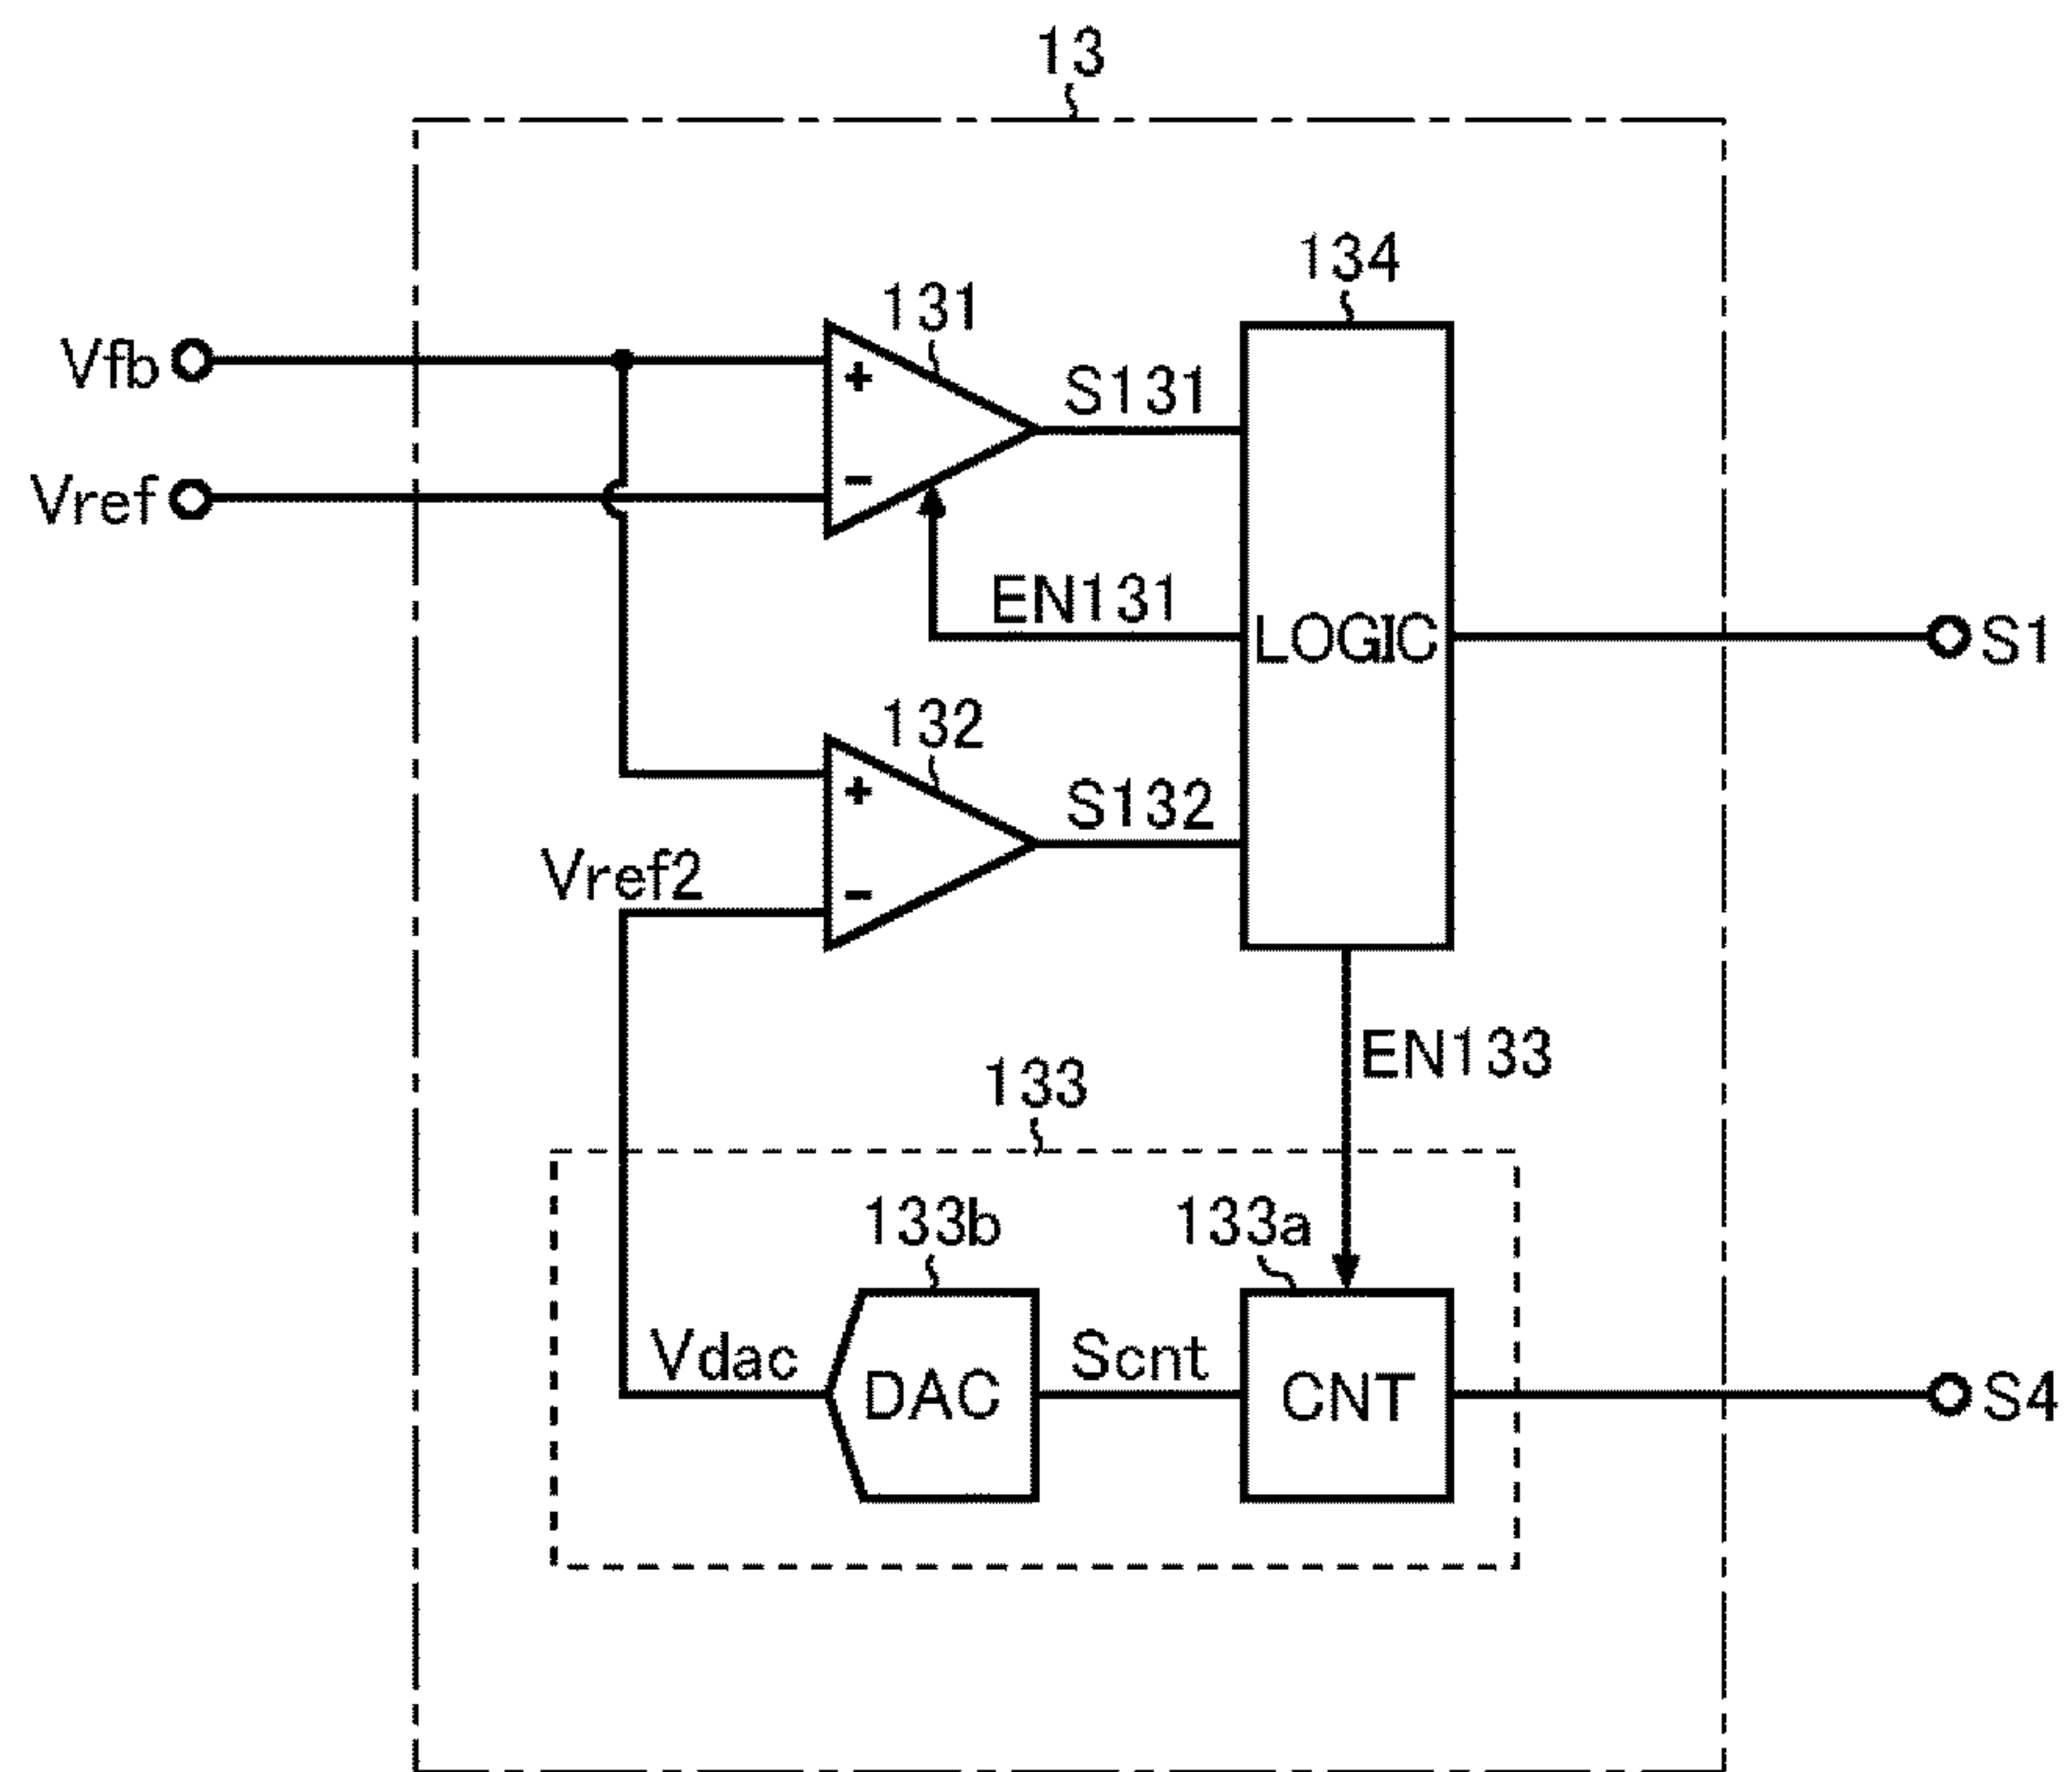 13
134
131
Vfb
+
S131
Vref
-
EN131
LOGIC
S1
132
+
S132
Vref2
-
EN133
133
133b
133a
Vdac
DAC
Scnt
CNT
S4